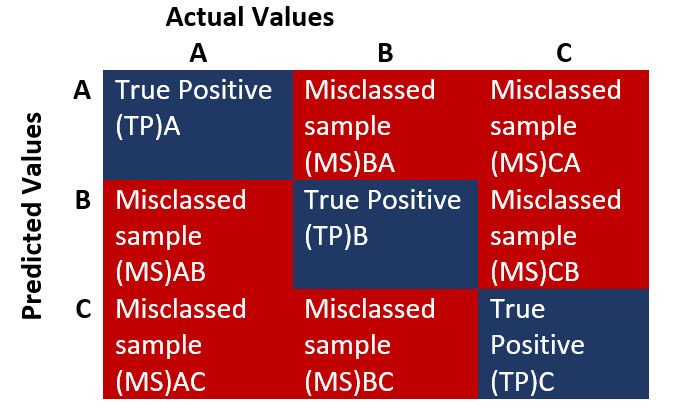 Actual Values
A B C
Predicted Values
A
True Positive
(TP)A
Misclassed
sample
(MS)BA
Misclassed
sample
(MS)CA
B
Misclassed
sample
(MS)AB
True Positive
(TP)B
Misclassed
sample
(MS)CB
C
Misclassed
sample
(MS)AC
Misclassed
sample
(MS)BC
True
Positive
(TP)C